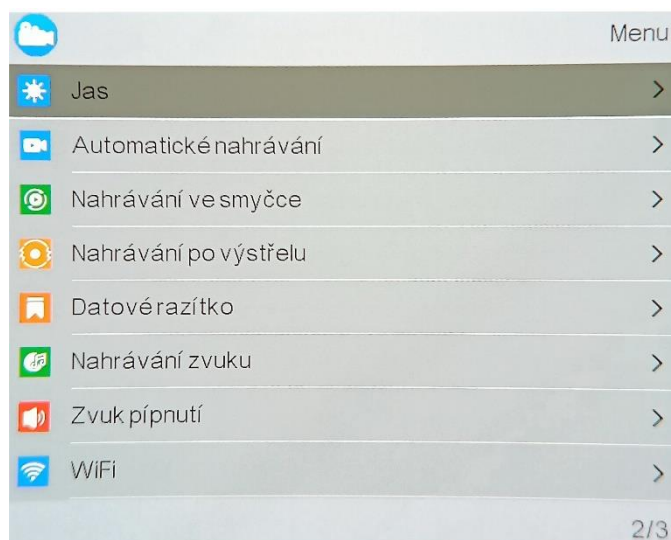 Menu
Jas
Automatické nahrávání
Nahrávání ve smyčce
Nahrávání po výstřelu
Datové razítko
Nahrávání zvuku
Zvuk pípnutí
WiFi
2/3